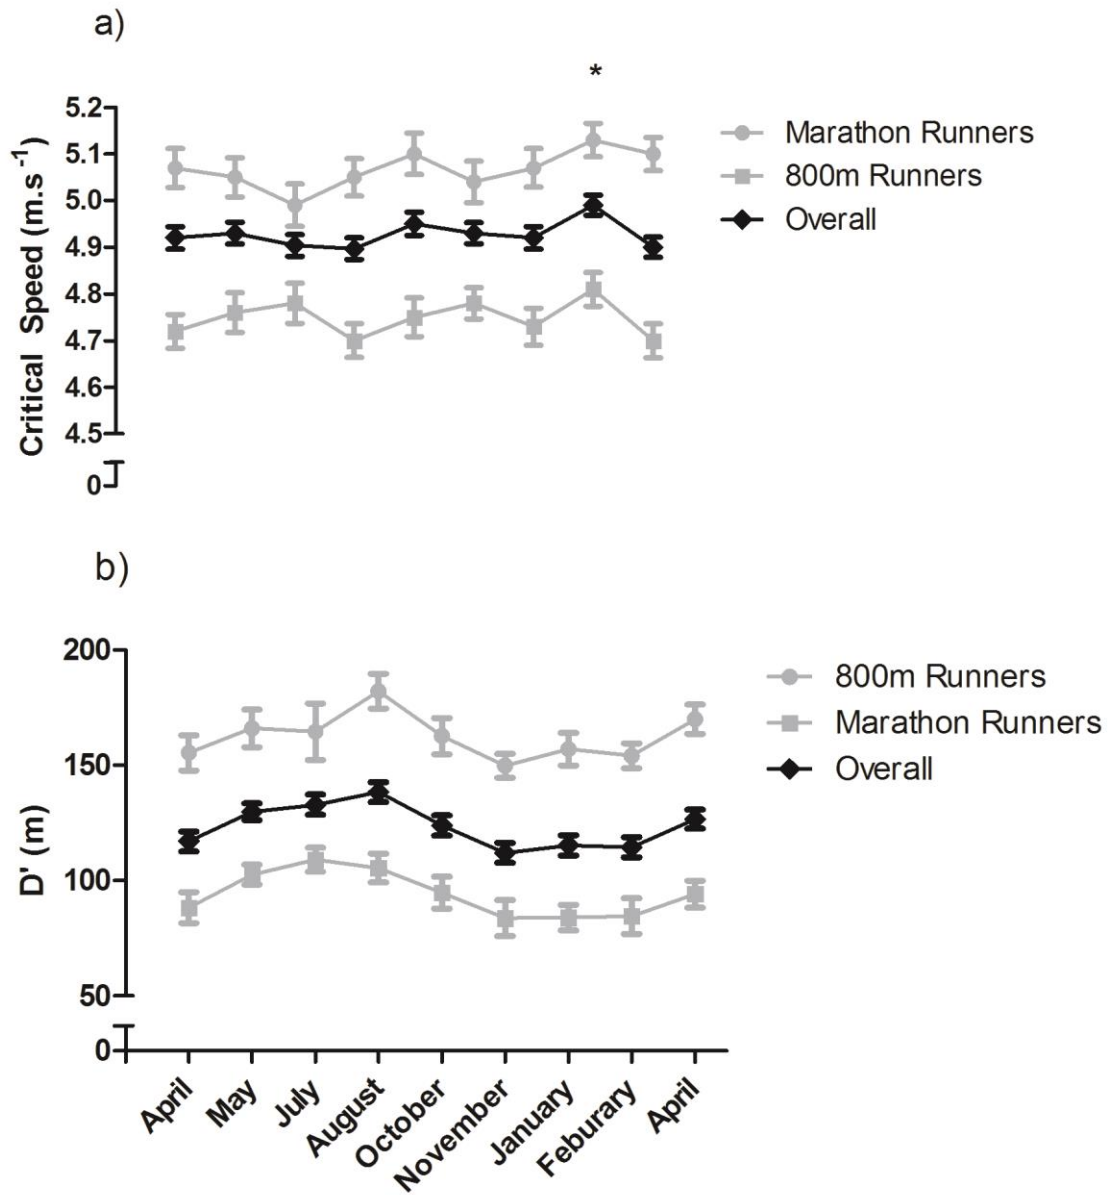 a)
*
Critical Speed (m.s⁻¹)
5.2
5.1
5.0
4.9
4.8
4.7
4.6
4.5
0
Marathon Runners
800m Runners
Overall
b)
D' (m)
200
150
100
50
0
800m Runners
Marathon Runners
Overall
April
May
July
August
October
November
January
Feburary
April